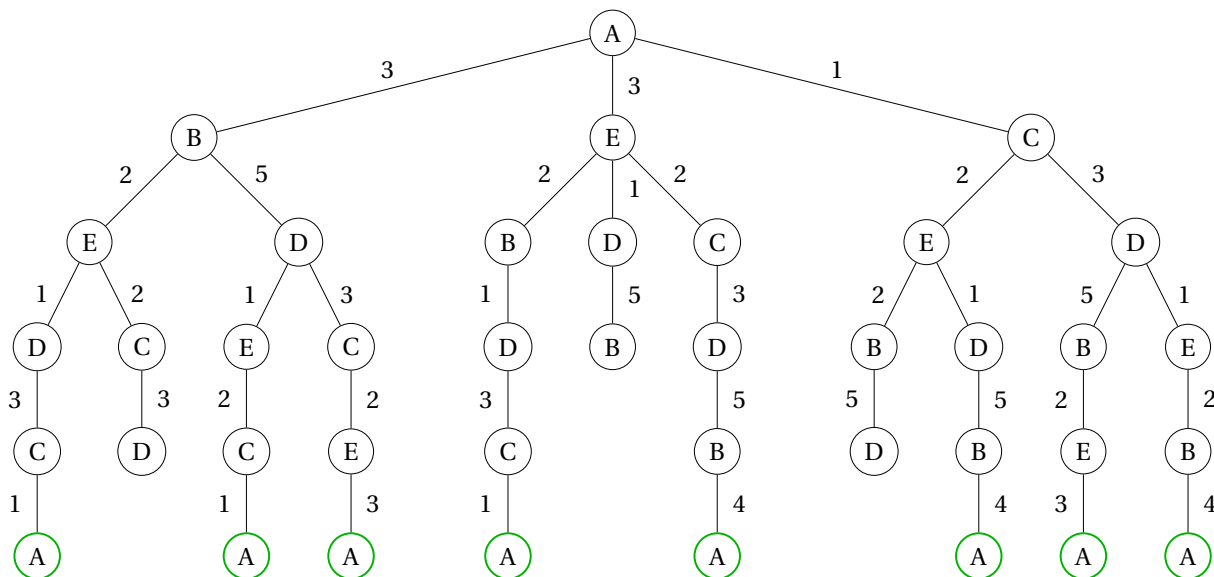 A
3 3 1
B E C
2 5 2 1 2 2 3
E D B D C E D
1 2 1 3 1 5 3 2 1 5 1
D C E C D B D B D B E
3 3 2 2 3 5 5 5 2 2
C D C E C B D B E B
1 1 3 1 4 4 3 4
A A A A A A A A